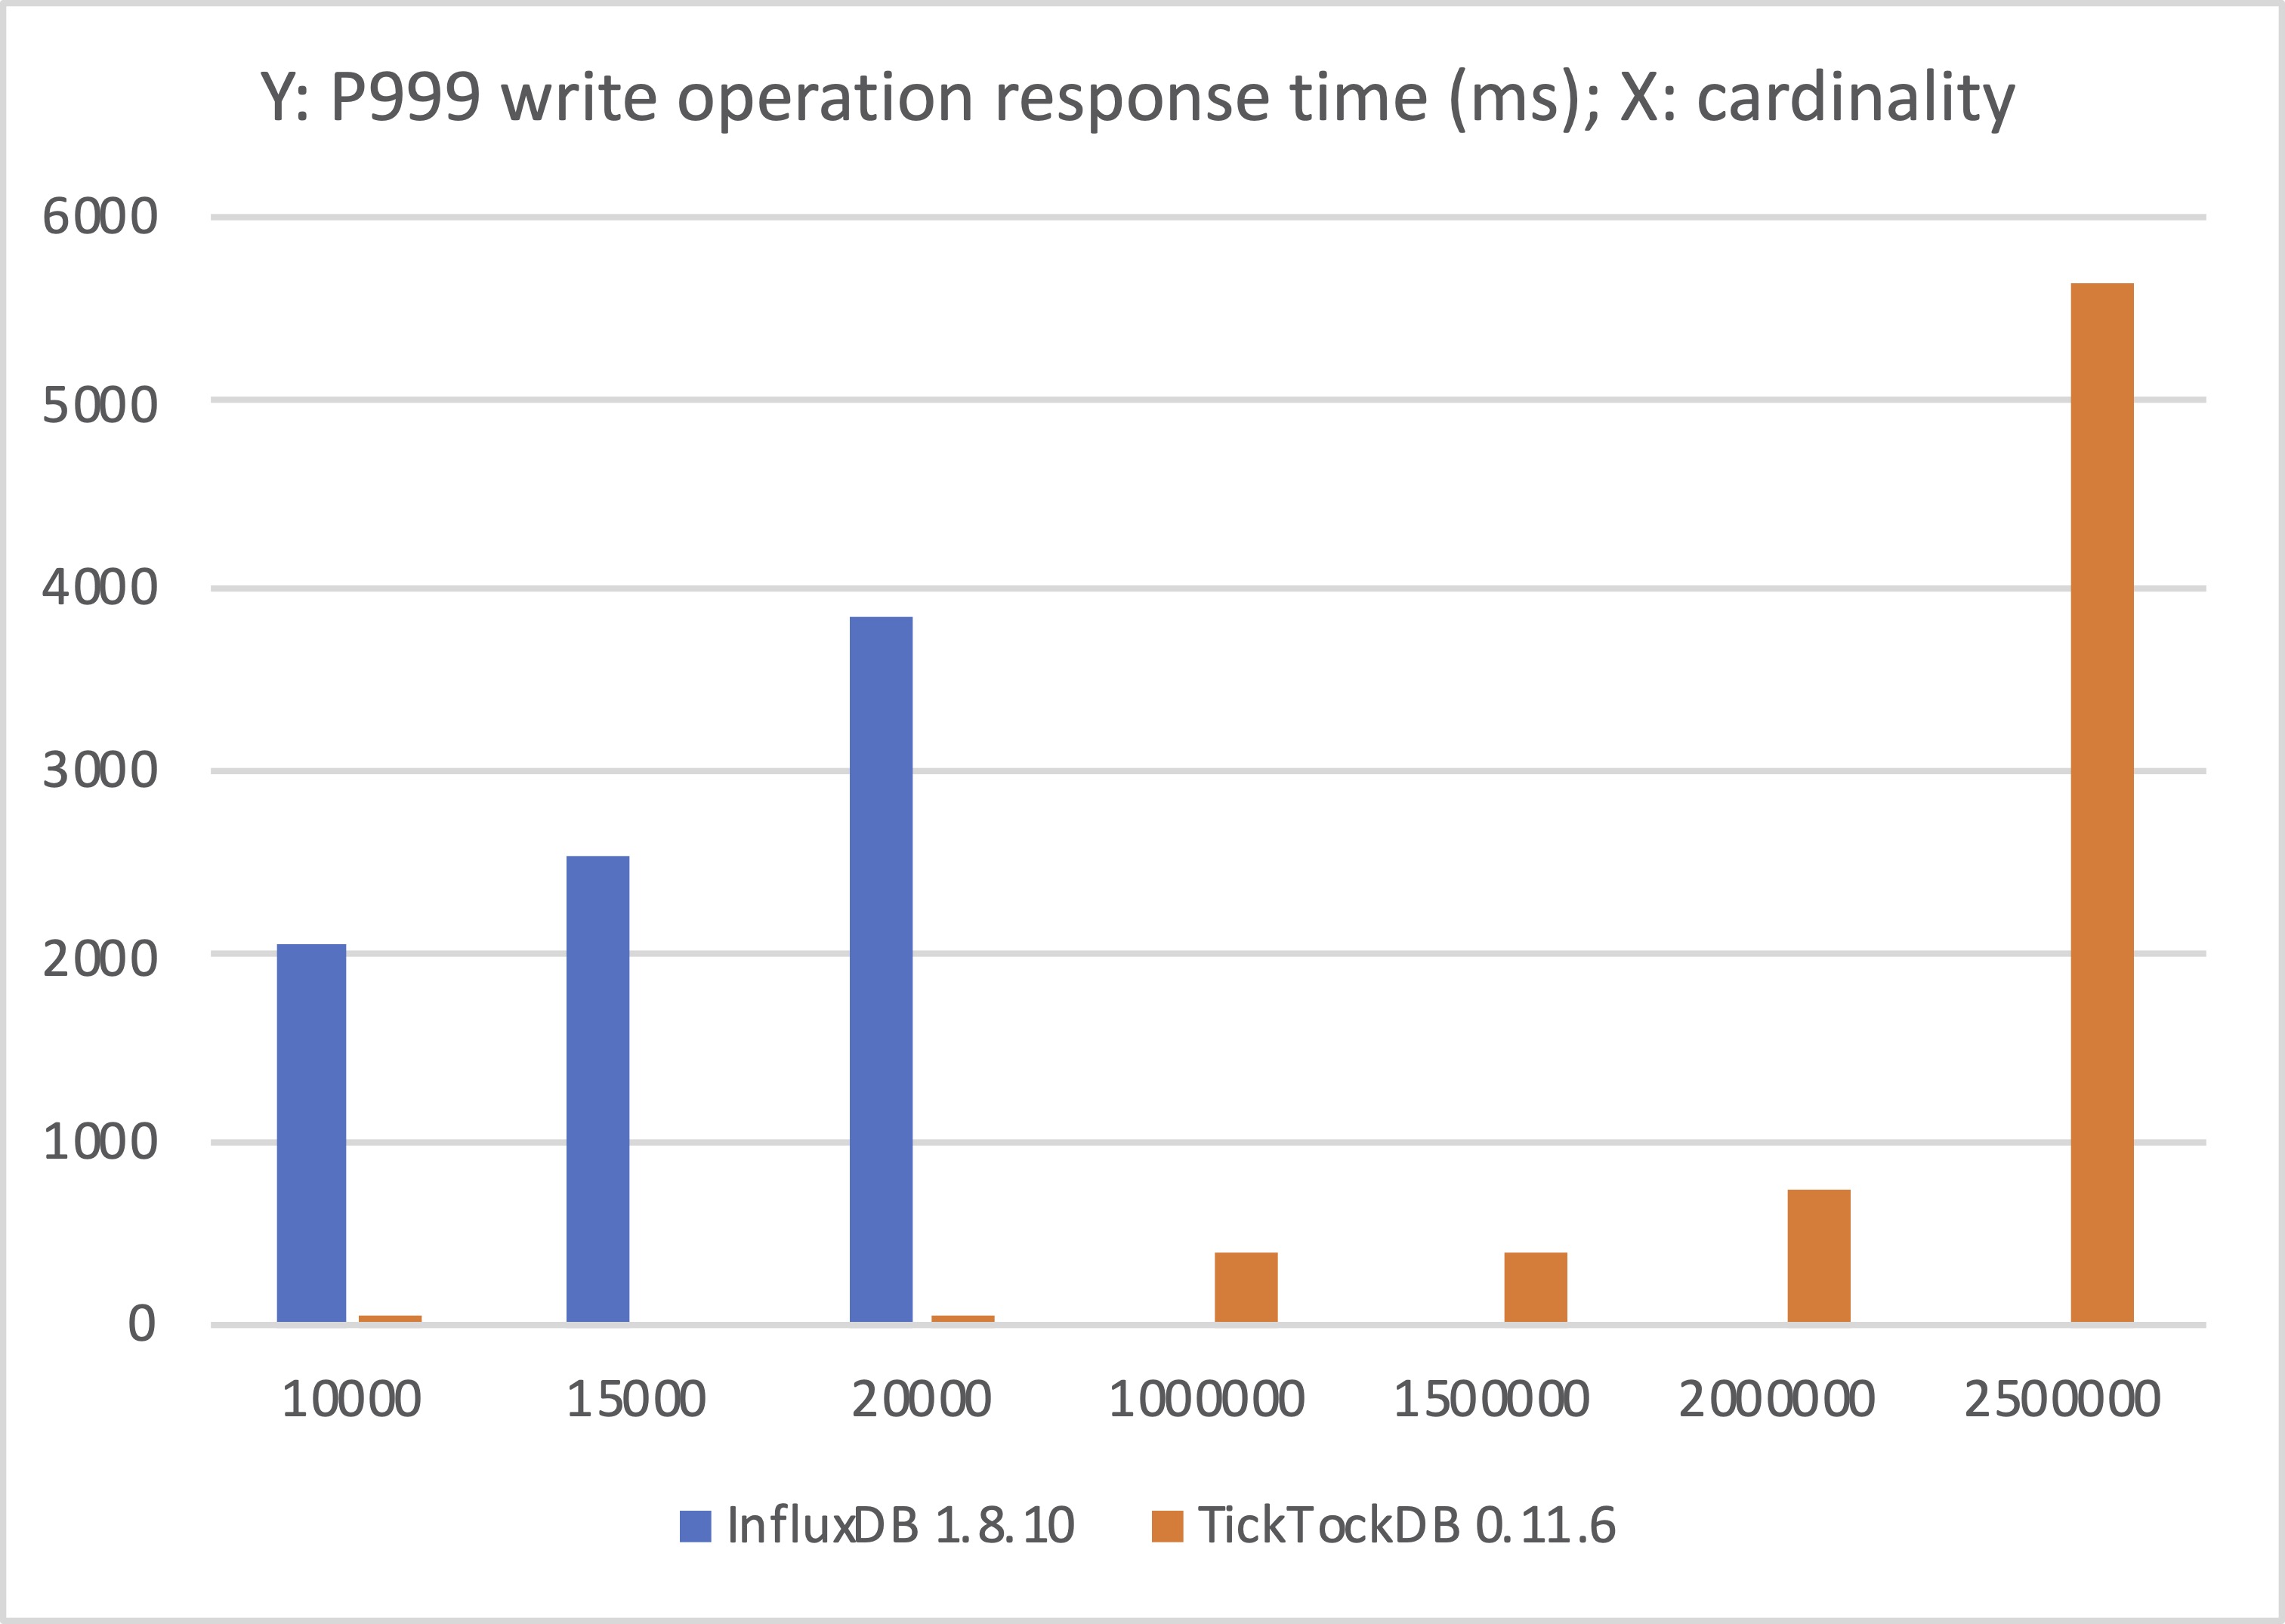 Y: P999 write operation response time (ms); X: cardinality
6000
5000
4000
3000
2000
1000
0
10000 15000 20000 1000000 1500000 2000000 2500000
InfluxDB 1.8.10 TickTockDB 0.11.6